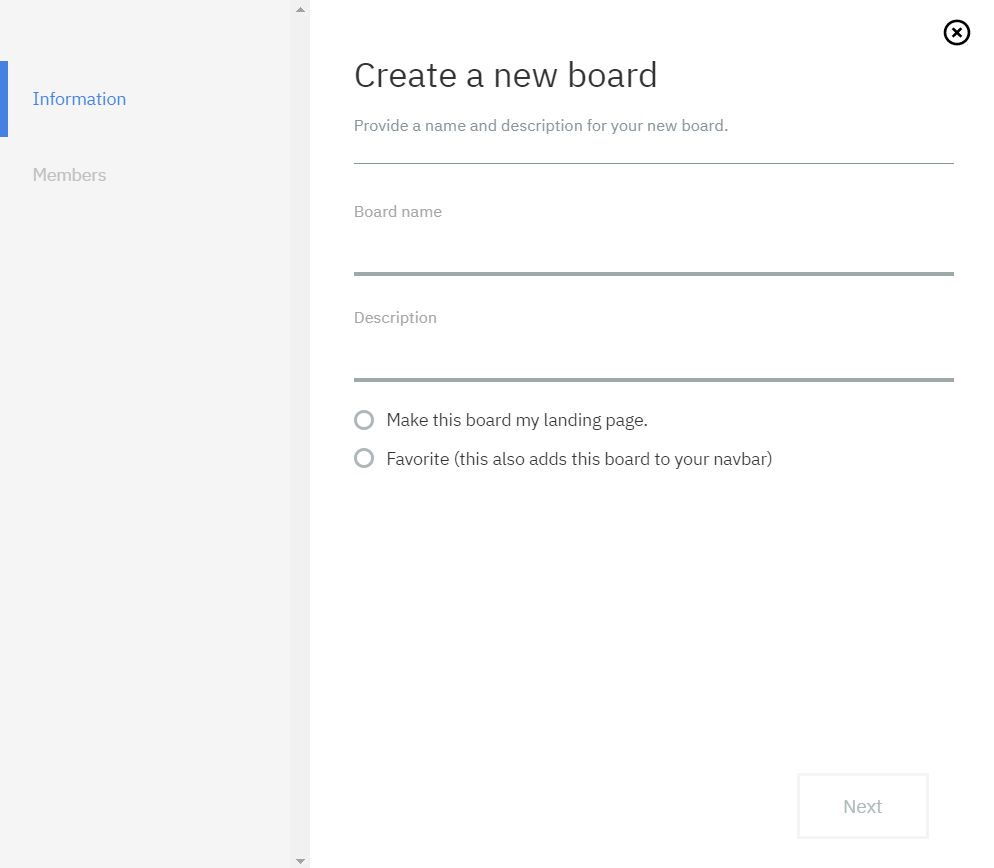 Information
Members
Create a new board
Provide a name and description for your new board.
Board name
Description
Make this board my landing page.
Favorite (this also adds this board to your navbar)
Next